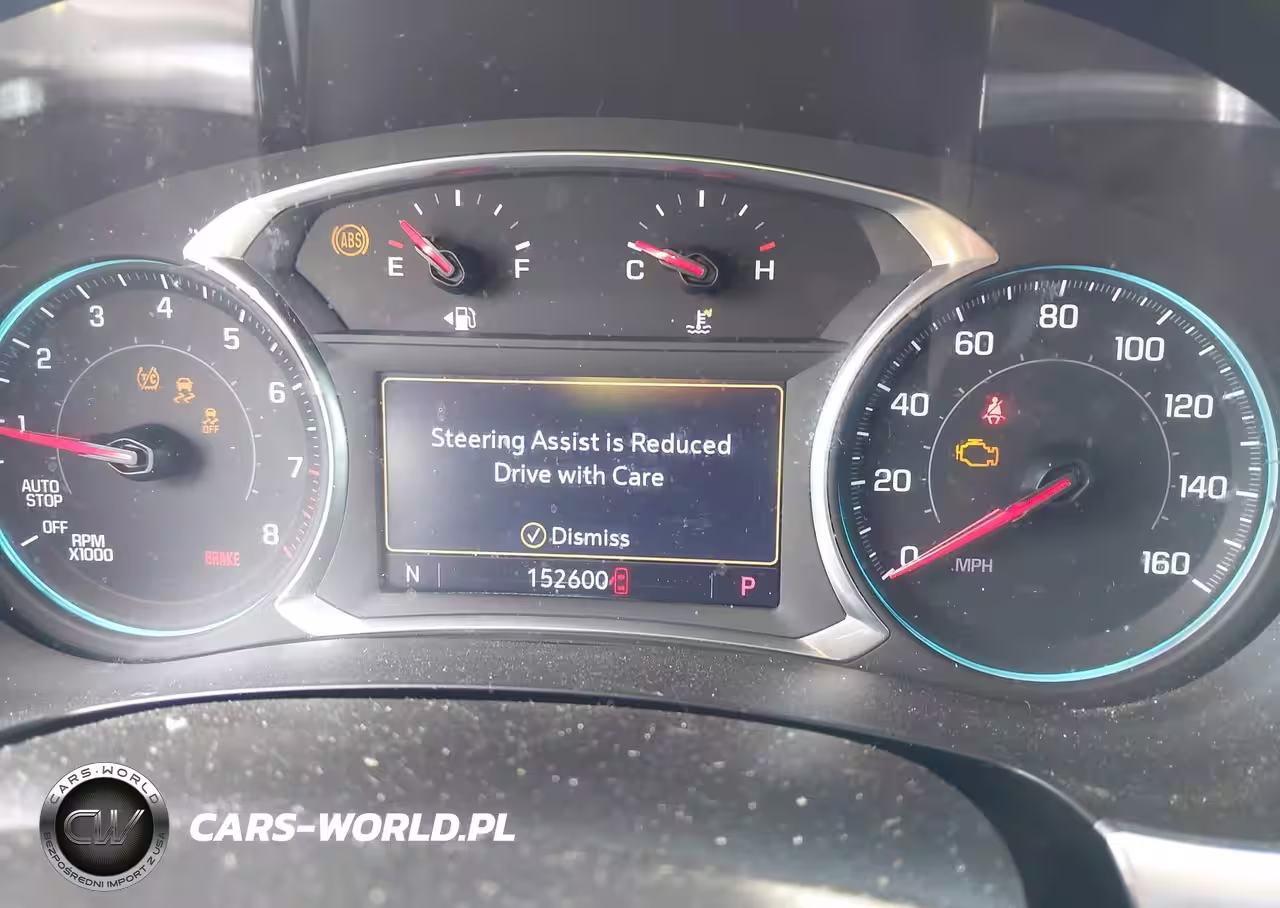 ABS
E
F
C
H
1
2
3
4
5
6
7
8
T/C
OFF
AUTO
STOP
OFF
RPM
X1000
BRAKE
Steering Assist is Reduced
Drive with Care
Dismiss
N
152600
P
0
20
40
60
80
100
120
140
160
MPH
CARS-WORLD
CW
BEZPOŚREDNI IMPORT Z USA
CARS-WORLD.PL